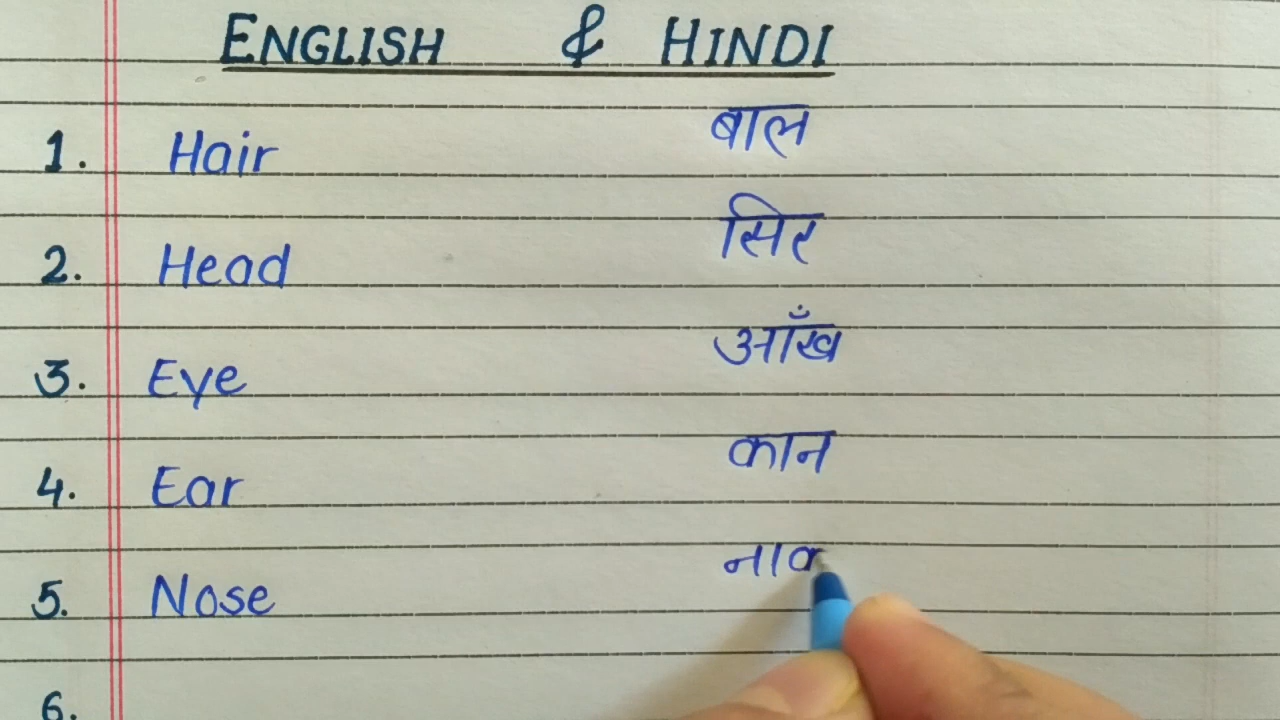 ENGLISH & HINDI
1. Hair बाल
2. Head सिर
3. Eye आँख
4. Ear कान
5. Nose
6.